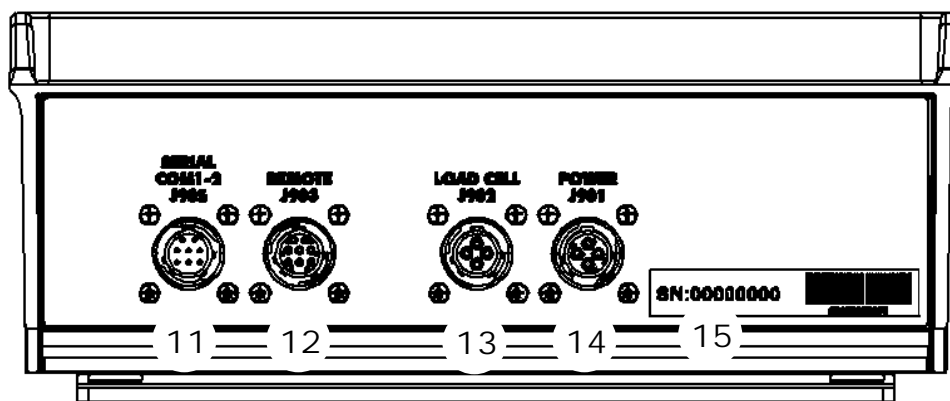 SERIAL
COM1-2
J905
REMOTE
J903
LOAD CELL
J902
POWER
J901
SN:00000000
11
12
13
14
15